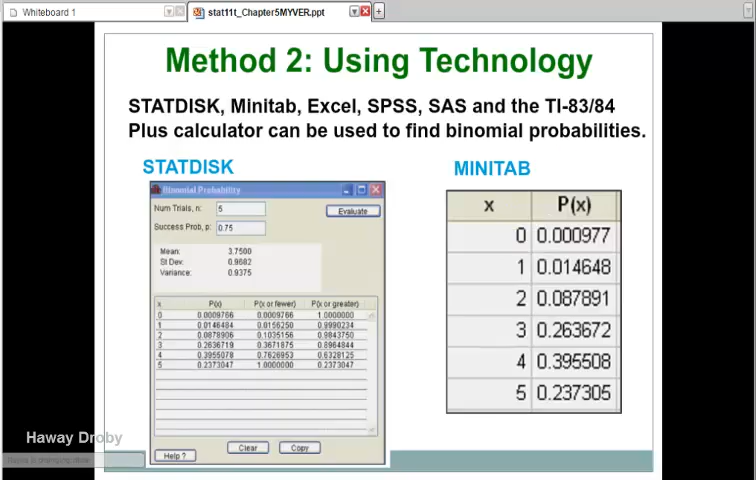 Whiteboard 1
stat11t_Chapter5MYVER.ppt
Method 2: Using Technology
STATDISK, Minitab, Excel, SPSS, SAS and the TI-83/84
Plus calculator can be used to find binomial probabilities.
STATDISK
Binomial Probability
Num Trials, n: 5
Evaluate
Success Prob, p: 0.75
Mean: 3.7500
St Dev: 0.9682
Variance: 0.9375
x P(x) P(x or fewer) P(x or greater)
0 0.0009766 0.0009766 1.0000000
1 0.0146484 0.0156250 0.9990234
2 0.0878906 0.1035156 0.9843750
3 0.2636719 0.3671875 0.8964844
4 0.3955078 0.7626953 0.6328125
5 0.2373047 1.0000000 0.2373047
Clear Copy
Help ?
MINITAB
x P(x)
0 0.000977
1 0.014648
2 0.087891
3 0.263672
4 0.395508
5 0.237305
Haway Droby